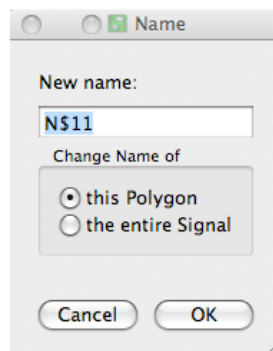 Name
New name:
N$11
Change Name of
this Polygon
the entire Signal
Cancel OK